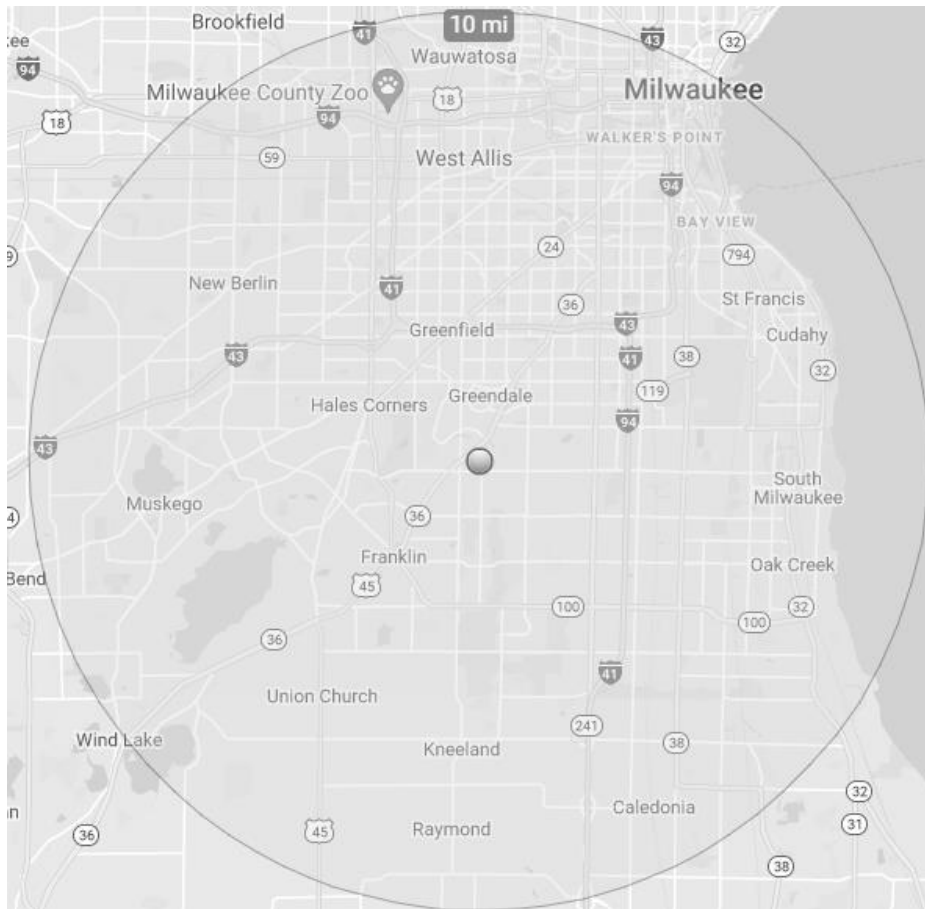 Brookfield
41
10 mi
43
32
kee
94
Wauwatosa
Milwaukee County Zoo
18
94
Milwaukee
18
WALKER'S POINT
59
West Allis
94
BAY VIEW
24
794
9
New Berlin
41
36
St Francis
Greenfield
43
Cudahy
43
41
38
32
119
Hales Corners
Greendale
94
43
South
Milwaukee
Muskego
36
4
Franklin
Oak Creek
Bend
45
100
32
100
36
41
Union Church
241
Wind Lake
38
Kneeland
32
Caledonia
n
45
Raymond
31
36
38